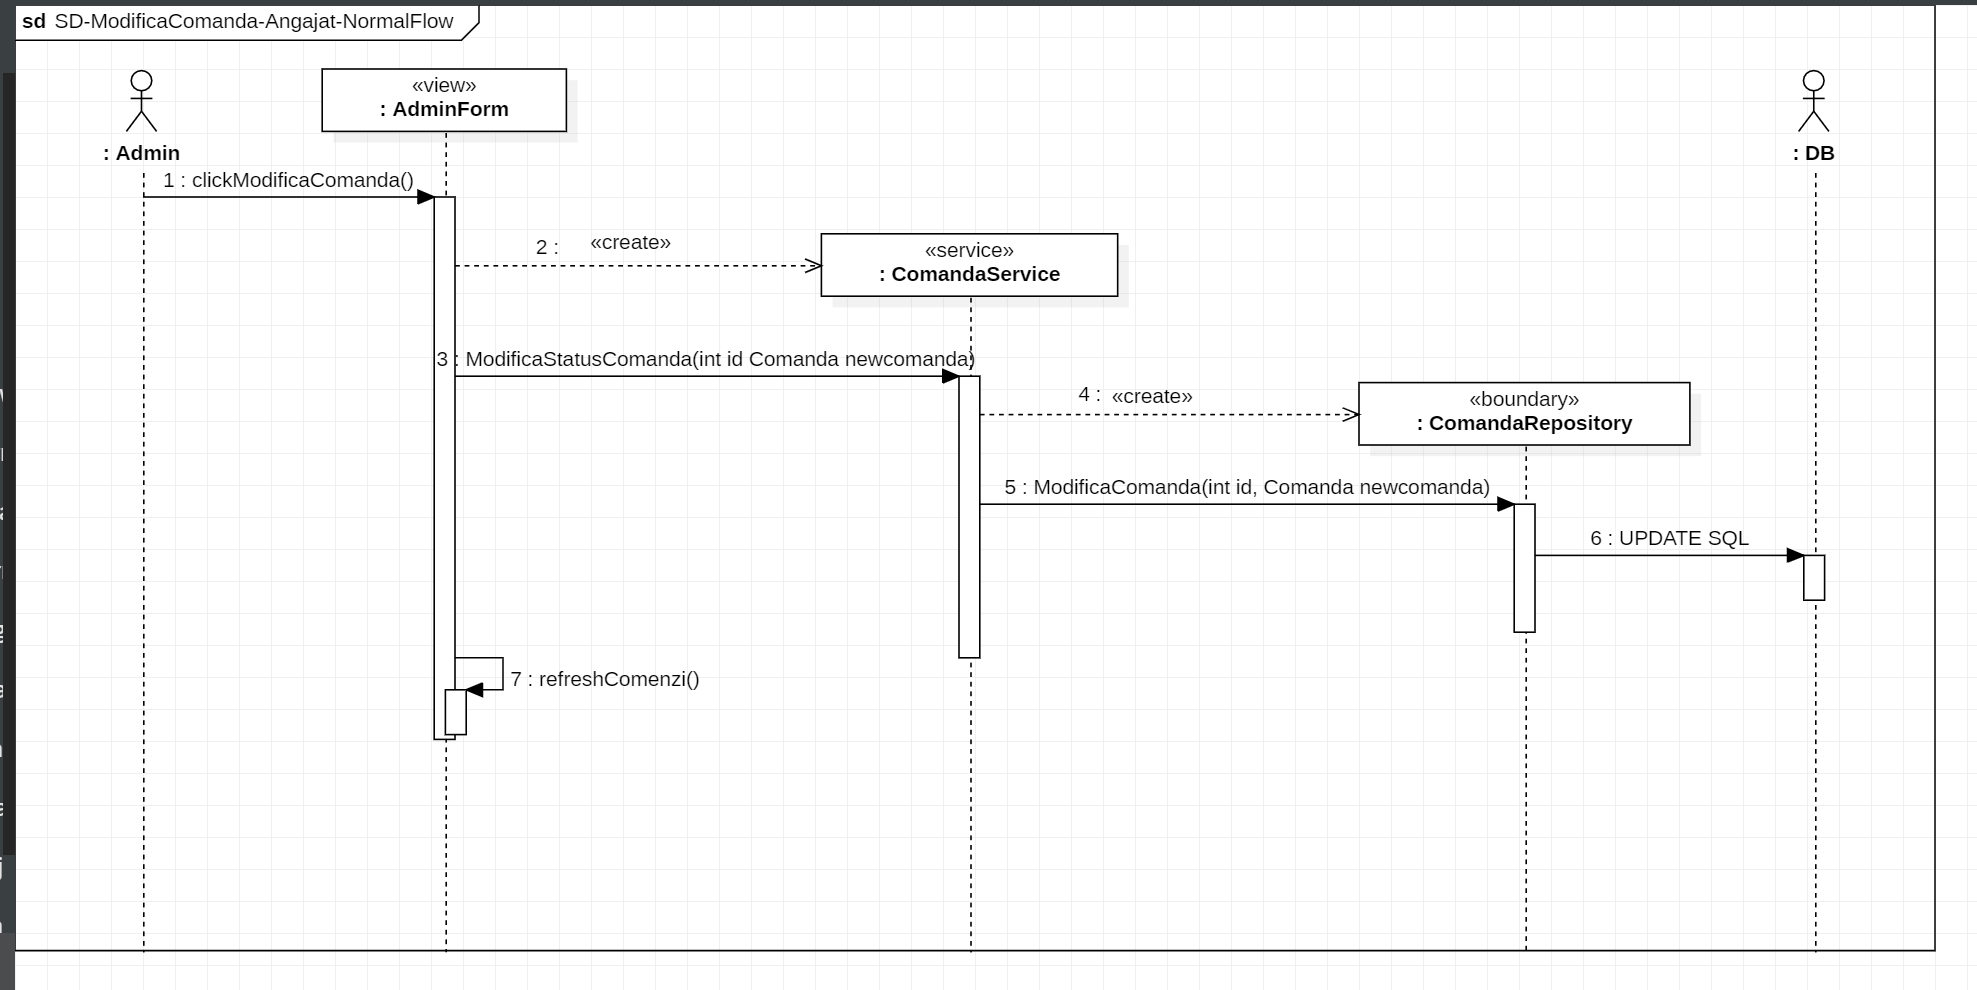 sd SD-ModificaComanda-Angajat-NormalFlow
«view»
: AdminForm
: Admin
: DB
1 : clickModificaComanda()
2 : «create»
«service»
: ComandaService
3 : ModificaStatusComanda(int id Comanda newcomanda)
4 : «create»
«boundary»
: ComandaRepository
5 : ModificaComanda(int id, Comanda newcomanda)
6 : UPDATE SQL
7 : refreshComenzi()